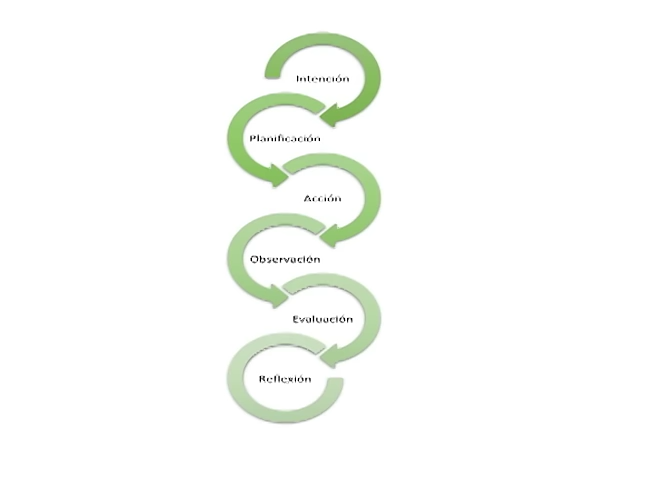 Intención
Planificación
Acción
Observación
Evaluación
Reflexión